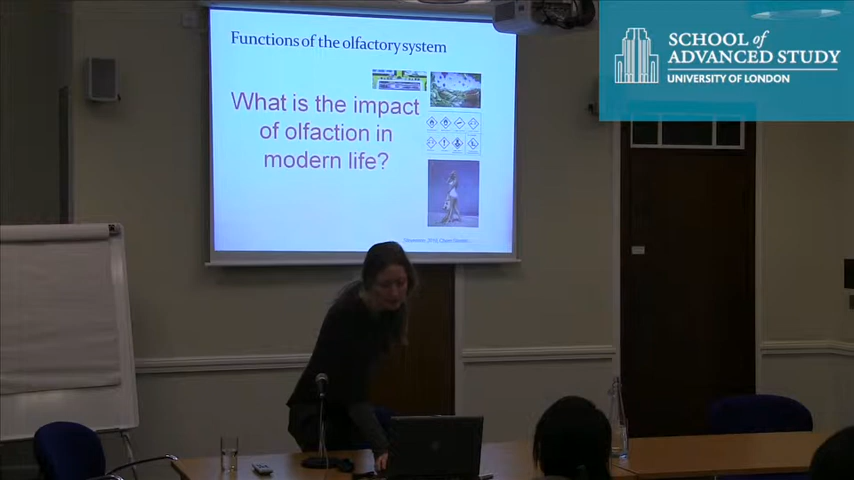 Functions of the olfactory system
What is the impact
of olfaction in
modern life?
SCHOOL of
ADVANCED STUDY
UNIVERSITY OF LONDON